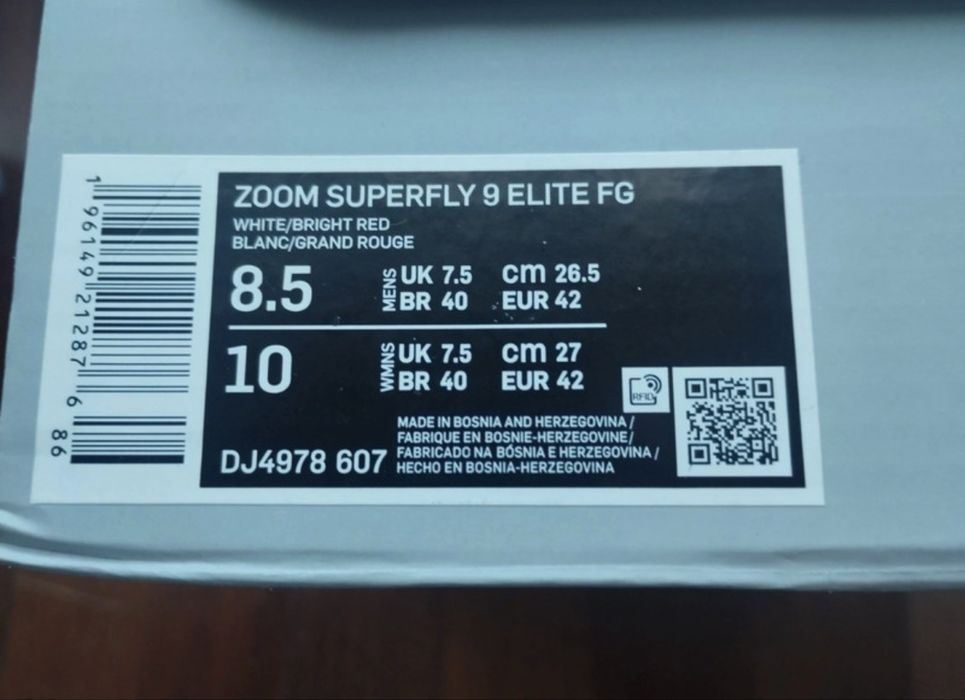 1 96149 21287 6 86
ZOOM SUPERFLY 9 ELITE FG
WHITE/BRIGHT RED
BLANC/GRAND ROUGE
8.5 MENS UK 7.5 CM 26.5
BR 40 EUR 42
10 WMNS UK 7.5 CM 27
BR 40 EUR 42
RFID
MADE IN BOSNIA AND HERZEGOVINA /
FABRIQUE EN BOSNIE-HERZEGOVINE/
FABRICADO NA BÓSNIA E HERZEGOVINA /
HECHO EN BOSNIA-HERZEGOVINA
DJ4978 607